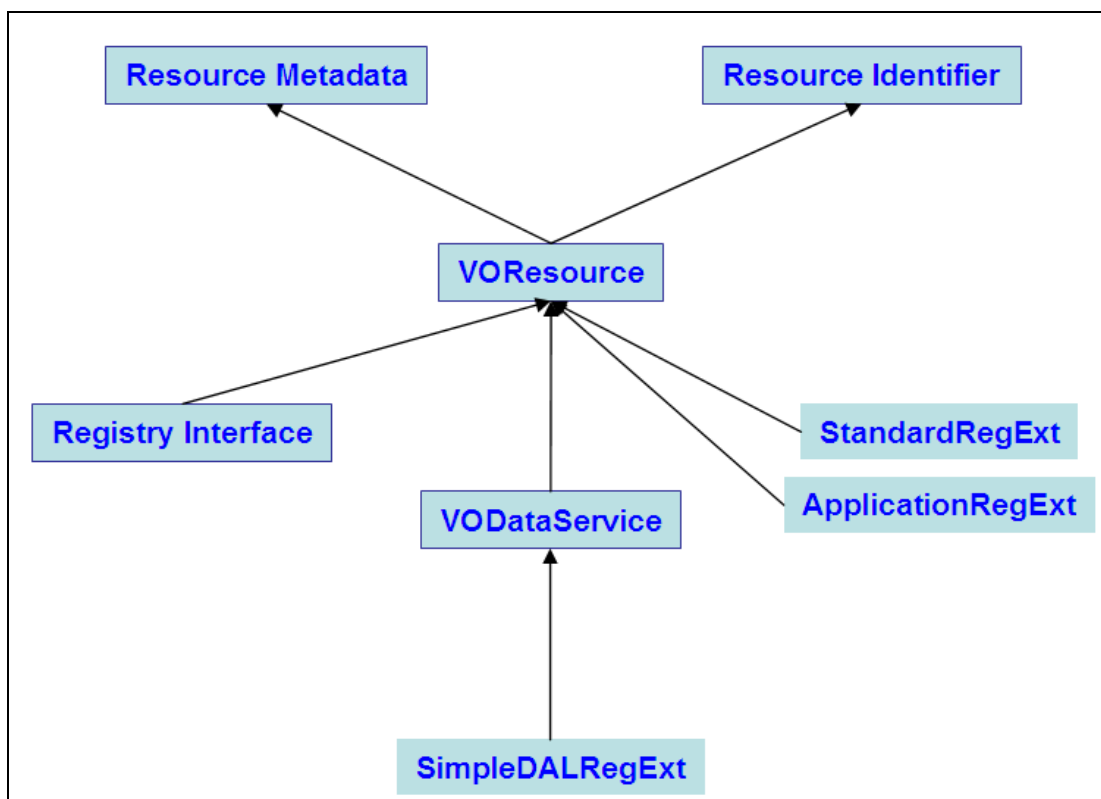 Resource Metadata
Resource Identifier
VOResource
Registry Interface
StandardRegExt
ApplicationRegExt
VODataService
SimpleDALRegExt